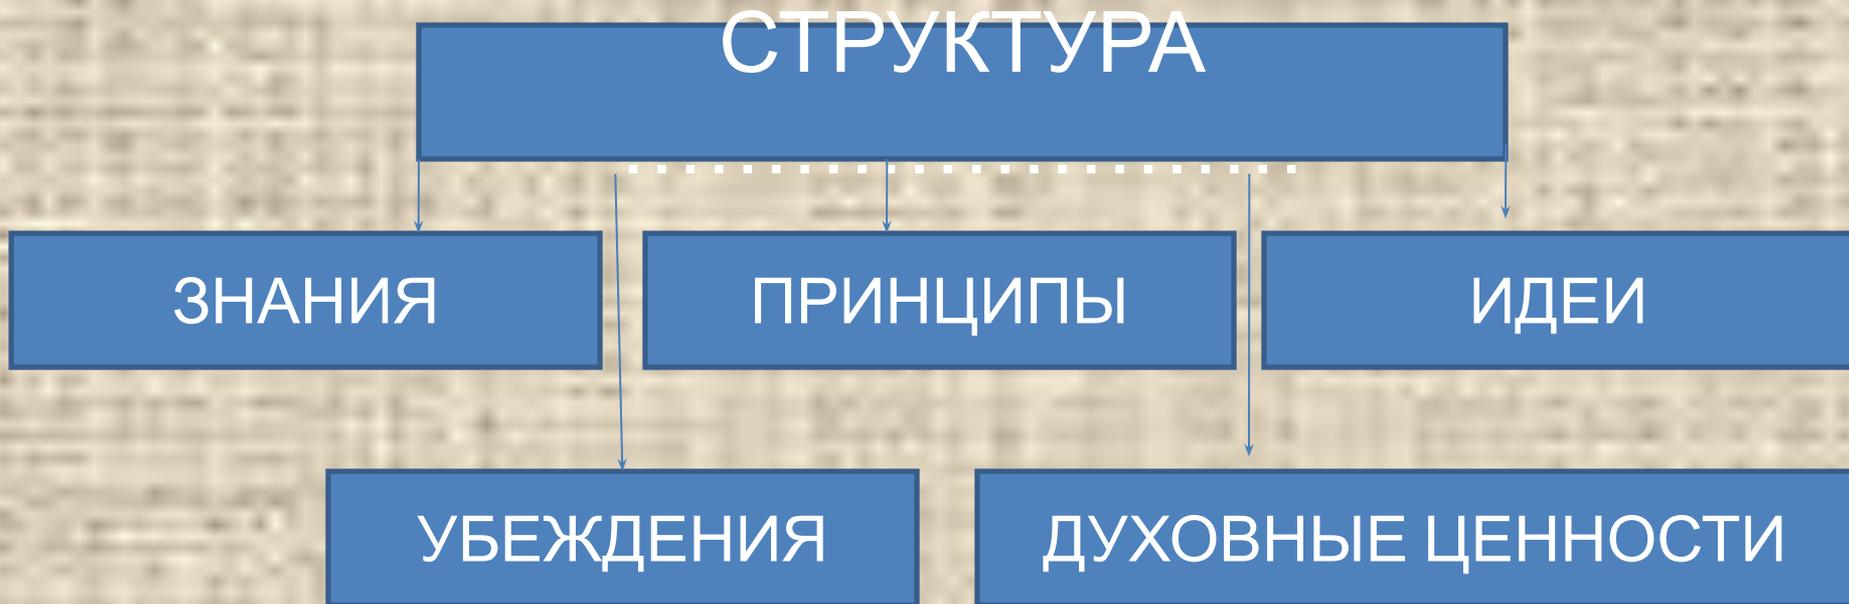 СТРУКТУРА
ЗНАНИЯ
ПРИНЦИПЫ
ИДЕИ
УБЕЖДЕНИЯ
ДУХОВНЫЕ ЦЕННОСТИ